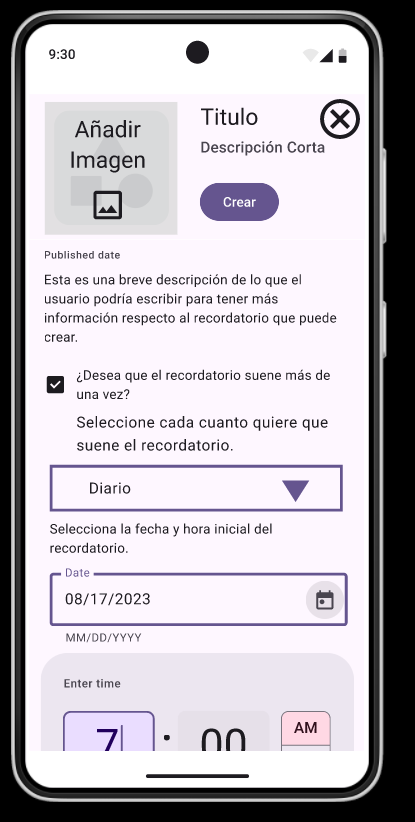 9:30
Añadir
Imagen
Titulo
Descripción Corta
Crear
Published date
Esta es una breve descripción de lo que el
usuario podría escribir para tener más
información respecto al recordatorio que puede
crear.
¿Desea que el recordatorio suene más de
una vez?
Seleccione cada cuanto quiere que
suene el recordatorio.
Diario
Selecciona la fecha y hora inicial del
recordatorio.
Date
08/17/2023
MM/DD/YYYY
Enter time
7 : 00 AM